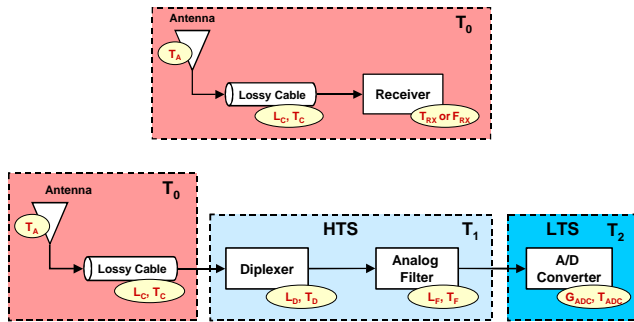 Antenna
T0
TA
Lossy Cable
Receiver
LC, TC
TRX or FRX
T0
Antenna
HTS
T1
LTS
T2
TA
Lossy Cable
Diplexer
Analog
Filter
A/D
Converter
LC, TC
LD, TD
LF, TF
GADC, TADC